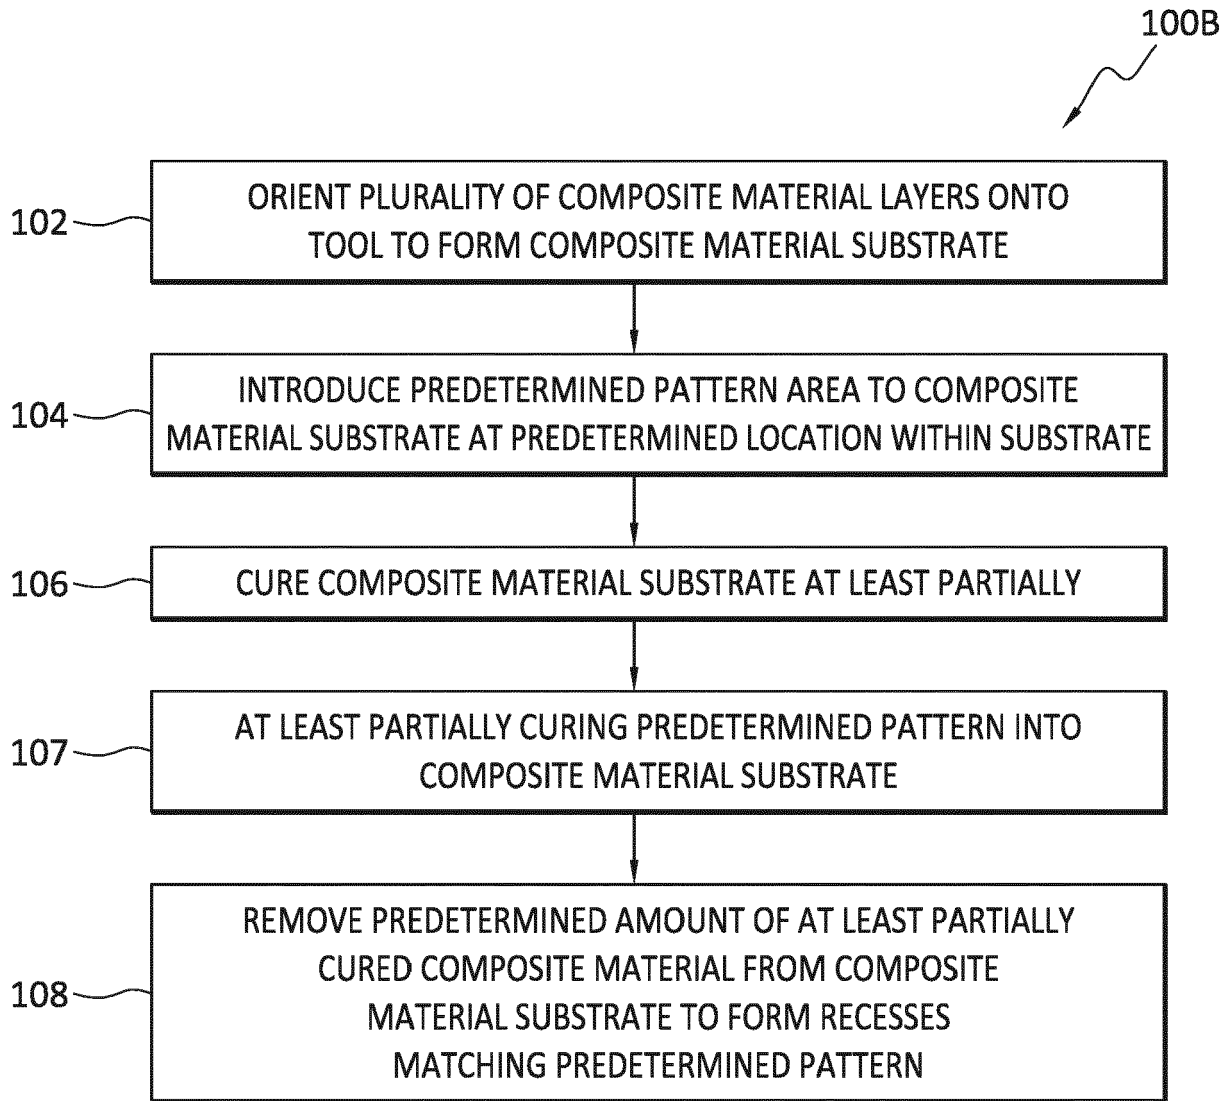 100B
102
ORIENT PLURALITY OF COMPOSITE MATERIAL LAYERS ONTO
TOOL TO FORM COMPOSITE MATERIAL SUBSTRATE
104
INTRODUCE PREDETERMINED PATTERN AREA TO COMPOSITE
MATERIAL SUBSTRATE AT PREDETERMINED LOCATION WITHIN SUBSTRATE
106
CURE COMPOSITE MATERIAL SUBSTRATE AT LEAST PARTIALLY
107
AT LEAST PARTIALLY CURING PREDETERMINED PATTERN INTO
COMPOSITE MATERIAL SUBSTRATE
108
REMOVE PREDETERMINED AMOUNT OF AT LEAST PARTIALLY
CURED COMPOSITE MATERIAL FROM COMPOSITE
MATERIAL SUBSTRATE TO FORM RECESSES
MATCHING PREDETERMINED PATTERN